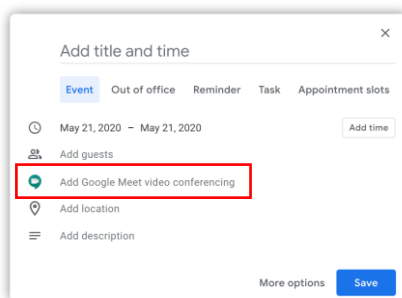 Add title and time
Event Out of office Reminder Task Appointment slots
May 21, 2020 – May 21, 2020 Add time
Add guests
Add Google Meet video conferencing
Add location
Add description
More options Save